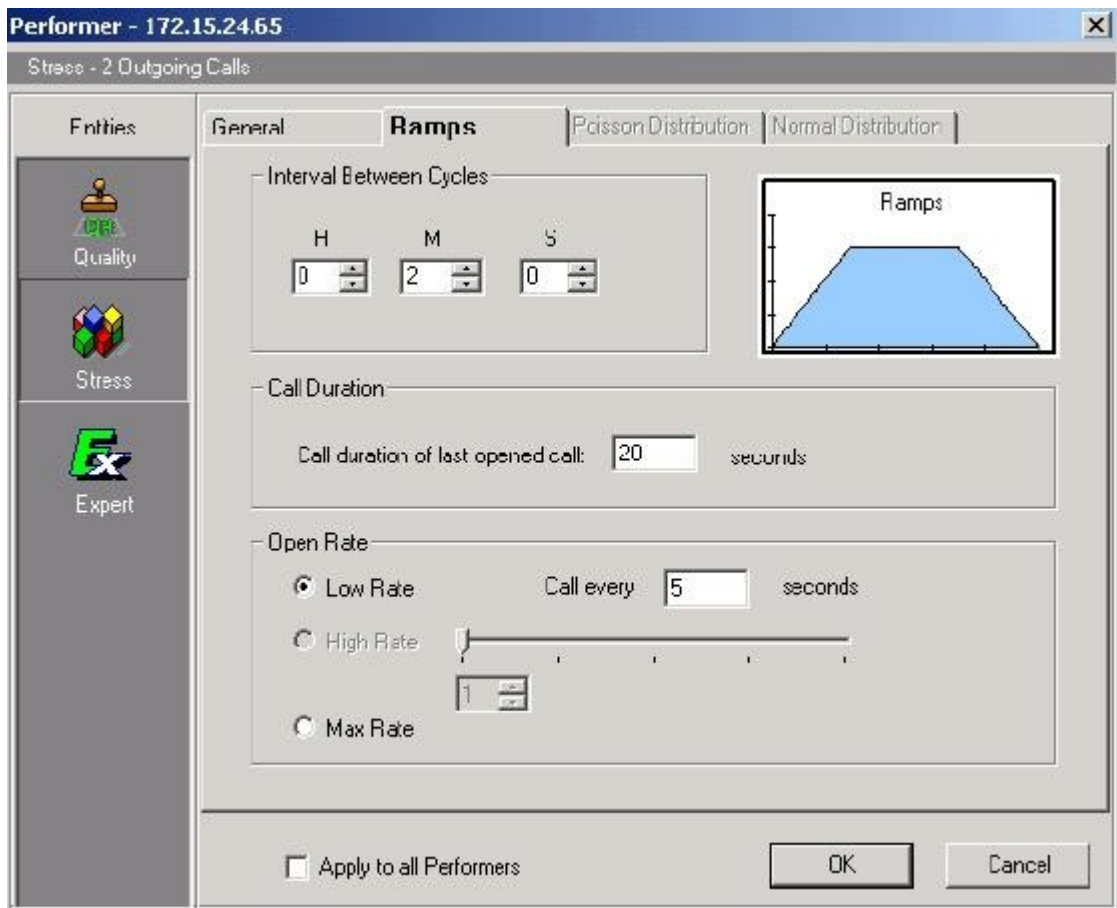 Performer - 172.15.24.65
Stress - 2 Outgoing Calls
Entities
Quality
Stress
Expert
General Ramps Poisson Distribution Normal Distribution
Interval Between Cycles
H M S
0 2 0
Ramps
Call Duration
Call duration of last opened call: 20 seconds
Open Rate
Low Rate Call every 5 seconds
High Rate
1
Max Rate
Apply to all Performers
OK Cancel